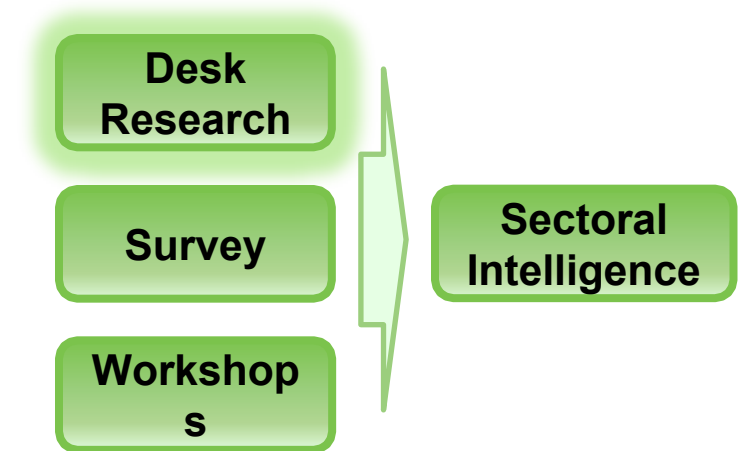 Desk
Research
Survey
Workshop
s
Sectoral
Intelligence